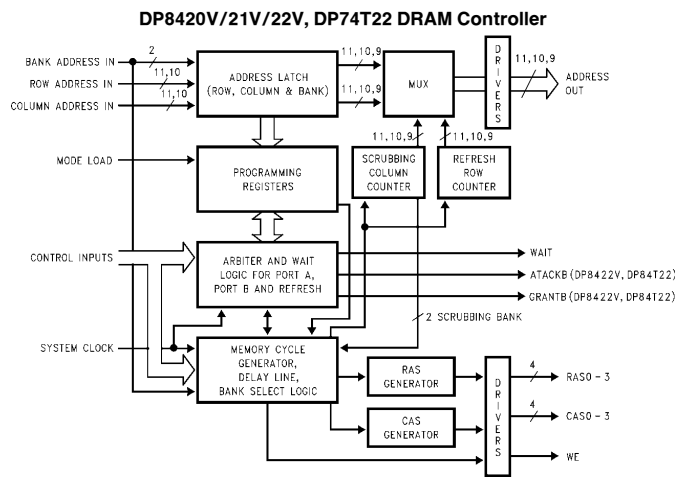 DP8420V/21V/22V, DP74T22 DRAM Controller
BANK ADDRESS IN
2
ROW ADDRESS IN
11,10
COLUMN ADDRESS IN
11,10
ADDRESS LATCH
(ROW, COLUMN & BANK)
11,10,9
11,10,9
MUX
DRIVERS
11,10,9
ADDRESS
OUT
11,10,9
11,10,9
MODE LOAD
PROGRAMMING
REGISTERS
SCRUBBING
COLUMN
COUNTER
REFRESH
ROW
COUNTER
CONTROL INPUTS
ARBITER AND WAIT
LOGIC FOR PORT A,
PORT B AND REFRESH
WAIT
ATACKB (DP8422V, DP84T22)
GRANTB (DP8422V, DP84T22)
2 SCRUBBING BANK
SYSTEM CLOCK
MEMORY CYCLE
GENERATOR,
DELAY LINE,
BANK SELECT LOGIC
RAS
GENERATOR
CAS
GENERATOR
DRIVERS
4
RAS0 - 3
4
CAS0 - 3
WE